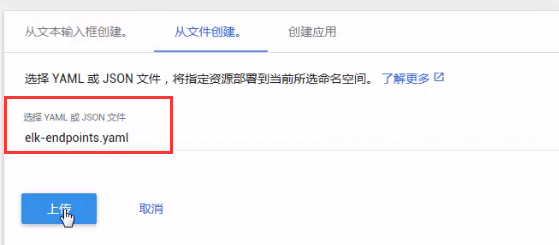 从文本输入框创建。 从文件创建。 创建应用
选择 YAML 或 JSON 文件，将指定资源部署到当前所选命名空间。 了解更多
选择 YAML 或 JSON 文件
elk-endpoints.yaml
上传 取消